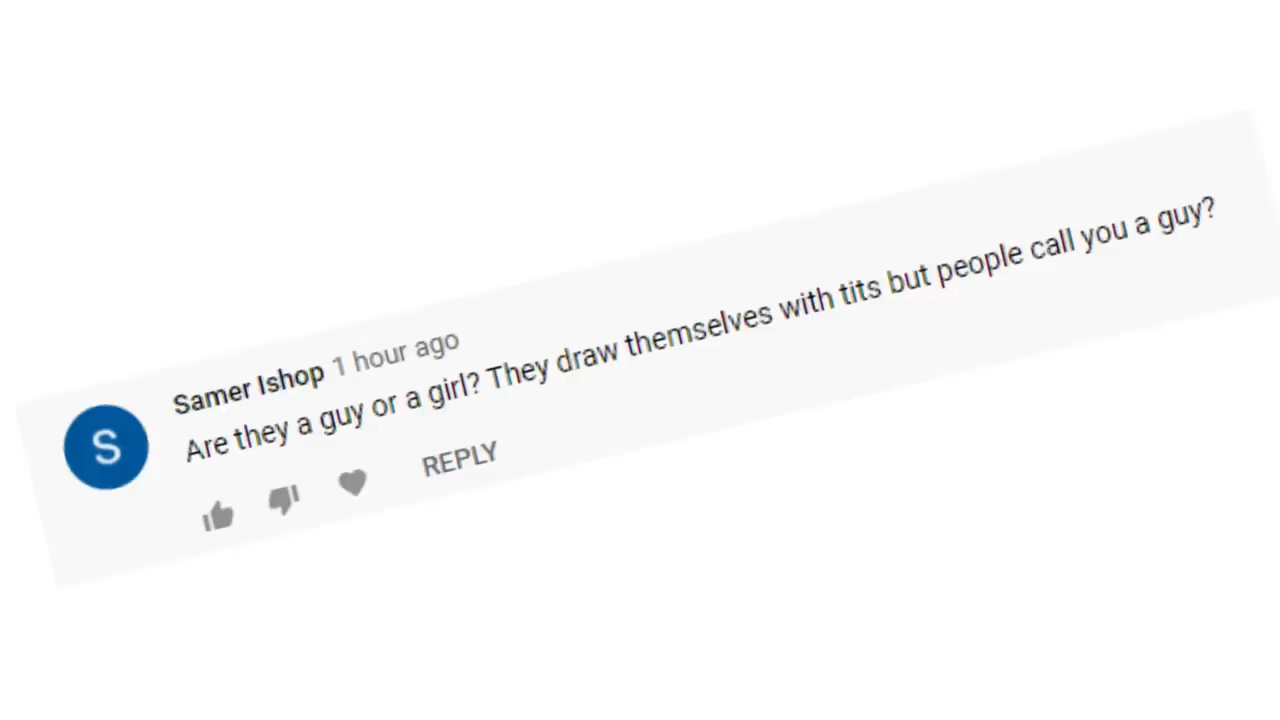 Samer Ishop 1 hour ago
Are they a guy or a girl? They draw themselves with tits but people call you a guy?
S
REPLY